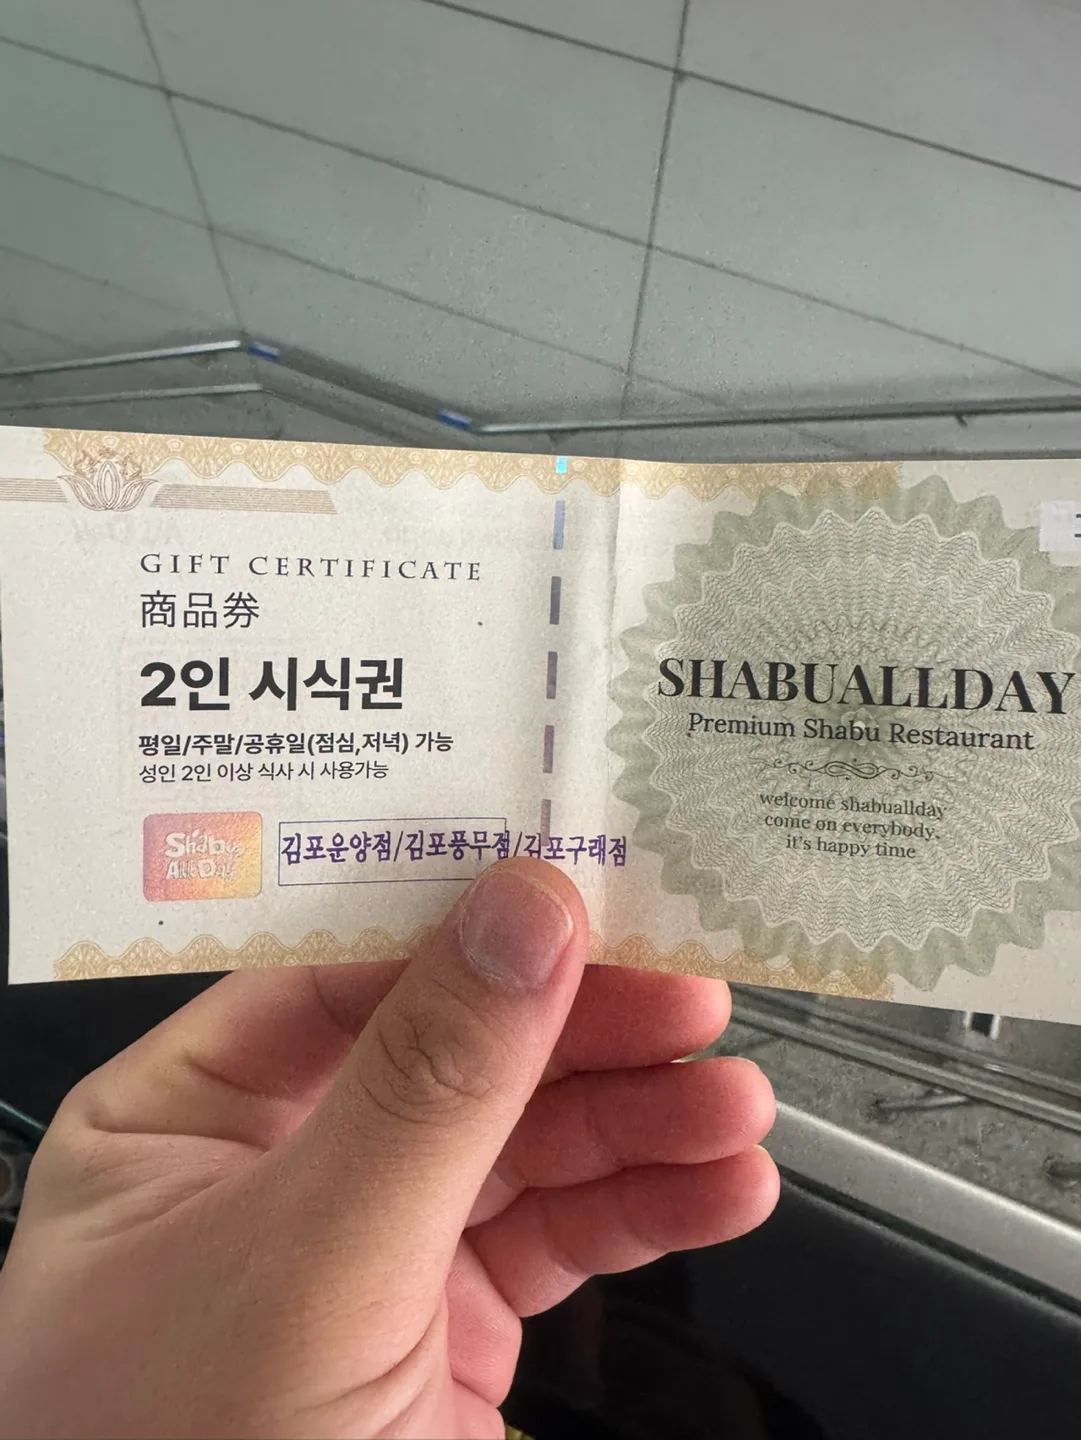 GIFT CERTIFICATE
商品券
2인 시식권
평일/주말/공휴일(점심,저녁) 가능
성인 2인 이상 식사 시 사용가능
Shabu
All Day
김포운양점/김포풍무점/김포구래점
SHABUALLDAY
Premium Shabu Restaurant
welcome shabuallday
come on everybody.
it's happy time